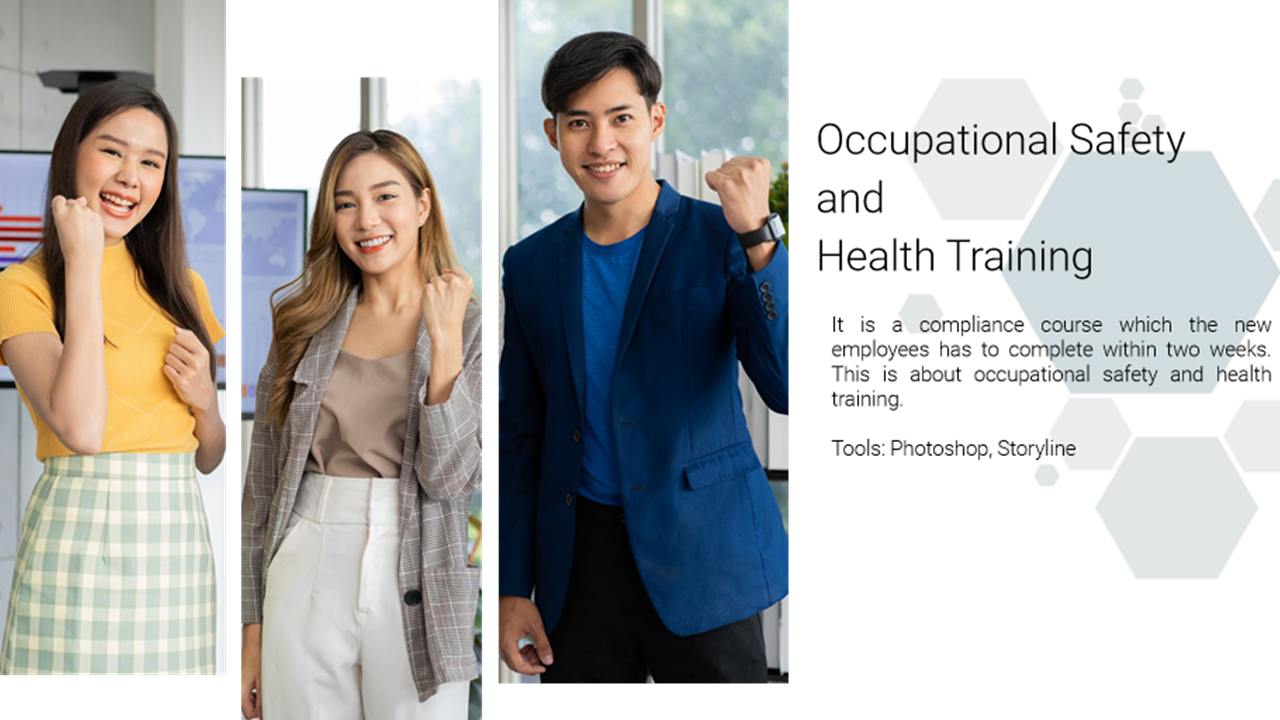 Occupational Safety
and
Health Training
It is a compliance course which the new
employees has to complete within two weeks.
This is about occupational safety and health
training.
Tools: Photoshop, Storyline